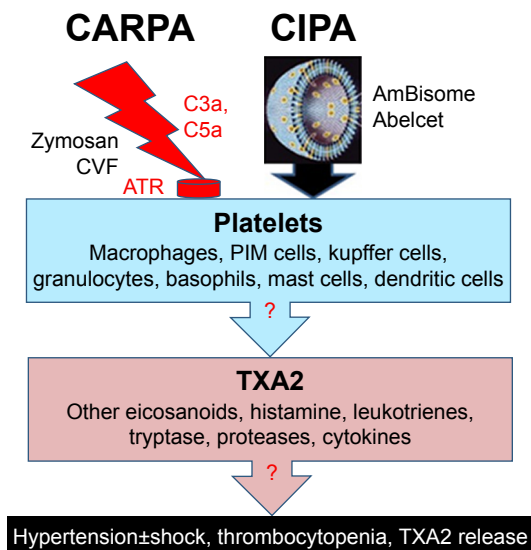 CARPA
CIPA
C3a,
C5a
Zymosan
CVF
ATR
AmBisome
Abelcet
Platelets
Macrophages, PIM cells, kupffer cells,
granulocytes, basophils, mast cells, dendritic cells
?
TXA2
Other eicosanoids, histamine, leukotrienes,
tryptase, proteases, cytokines
?
Hypertension±shock, thrombocytopenia, TXA2 release